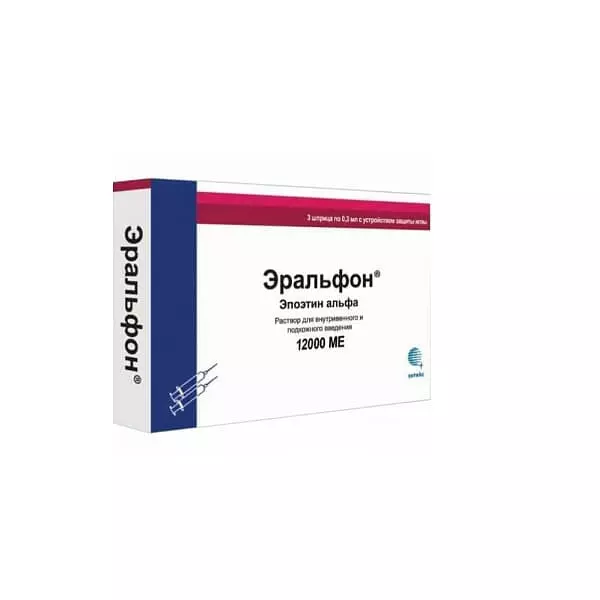 Эральфон®
3 шприца по 0,3 мл с устройством защиты иглы
Эральфон®
Эпоэтин альфа
Раствор для внутривенного и
подкожного введения
12000 МЕ